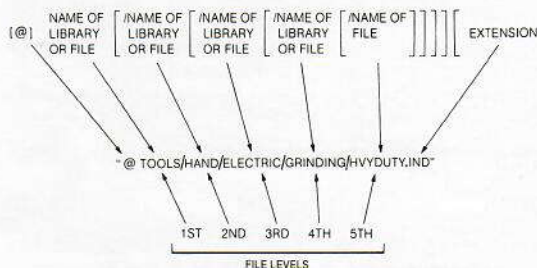 [@] NAME OF LIBRARY OR FILE [/NAME OF LIBRARY OR FILE [/NAME OF LIBRARY OR FILE [/NAME OF LIBRARY OR FILE [/NAME OF FILE ]]]] [ EXTENSION
"@ TOOLS/HAND/ELECTRIC/GRINDING/HVYDUTY.IND"
1ST 2ND 3RD 4TH 5TH
FILE LEVELS